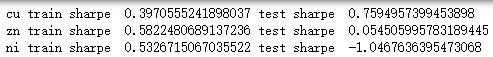 cu train sharpe 0.3970555241898037 test sharpe 0.7594957399453898
zn train sharpe 0.5822480689137236 test sharpe 0.054505995783189445
ni train sharpe 0.5326715067035522 test sharpe -1.0467636395473068